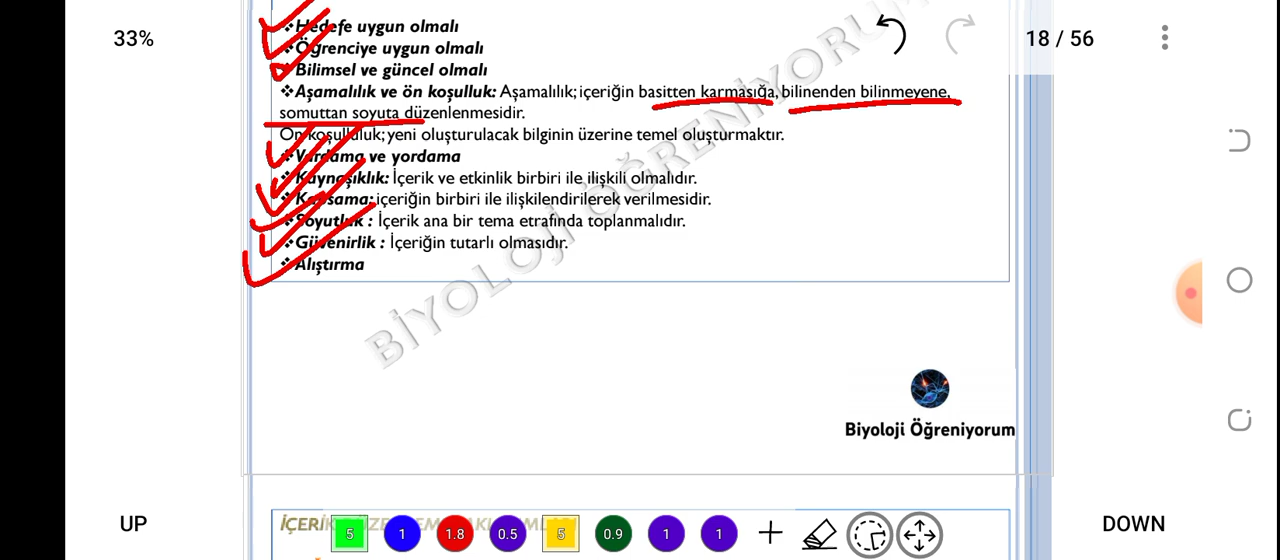 33%
18 / 56
❖Hedefe uygun olmalı
❖Öğrenciye uygun olmalı
❖Bilimsel ve güncel olmalı
❖Aşamalılık ve ön koşulluk: Aşamalılık; içeriğin basitten karmaşığa, bilinenden bilinmeyene,
somuttan soyuta düzenlenmesidir.
Ön koşulluluk; yeni oluşturulacak bilginin üzerine temel oluşturmaktır.
❖Vardama ve yordama
❖Kaynaşıklık: İçerik ve etkinlik birbiri ile ilişkili olmalıdır.
❖Kapsama: içeriğin birbiri ile ilişkilendirilerek verilmesidir.
❖Soyutluk : İçerik ana bir tema etrafında toplanmalıdır.
❖Güvenirlik : İçeriğin tutarlı olmasıdır.
❖Alıştırma
BİYOLOJİ ÖĞRENİYORUM
Biyoloji Öğreniyorum
UP
İÇERİK
5 1 1.8 0.5 5 0.9 1 1
DOWN